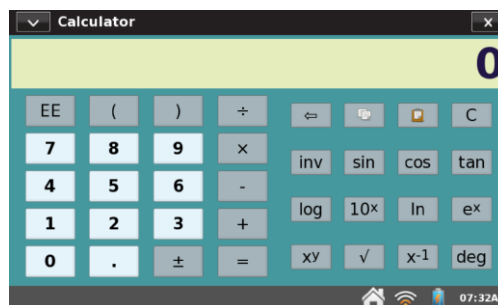 Calculator x
0
EE ( ) ÷ ⇦ C
7 8 9 × inv sin cos tan
4 5 6 -
1 2 3 + log 10ˣ ln eˣ
0 . ± = xʸ √ x⁻¹ deg
07:32A